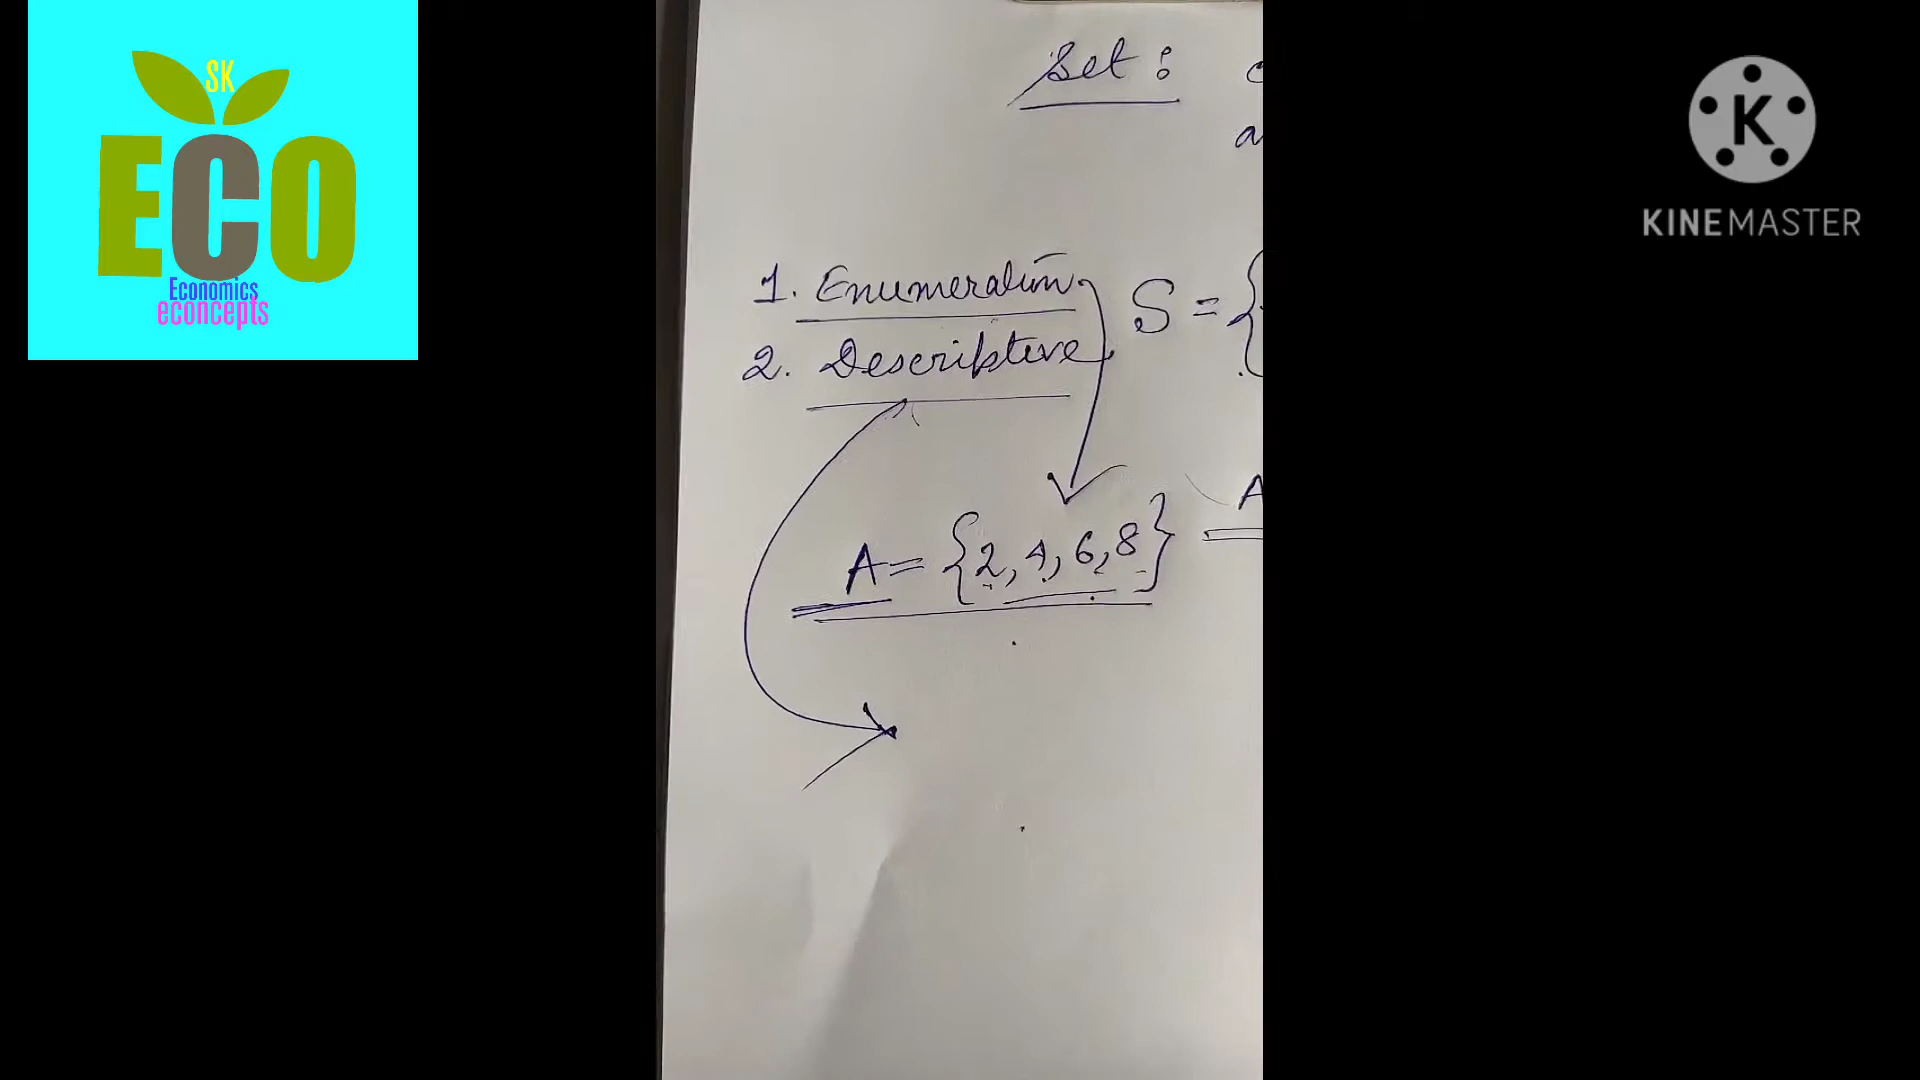 SK
ECO
Economics
econcepts
K
KINEMASTER
Set :
1. Enumeration
S = {
2. Descriptive
A
A = {2, 4, 6, 8}